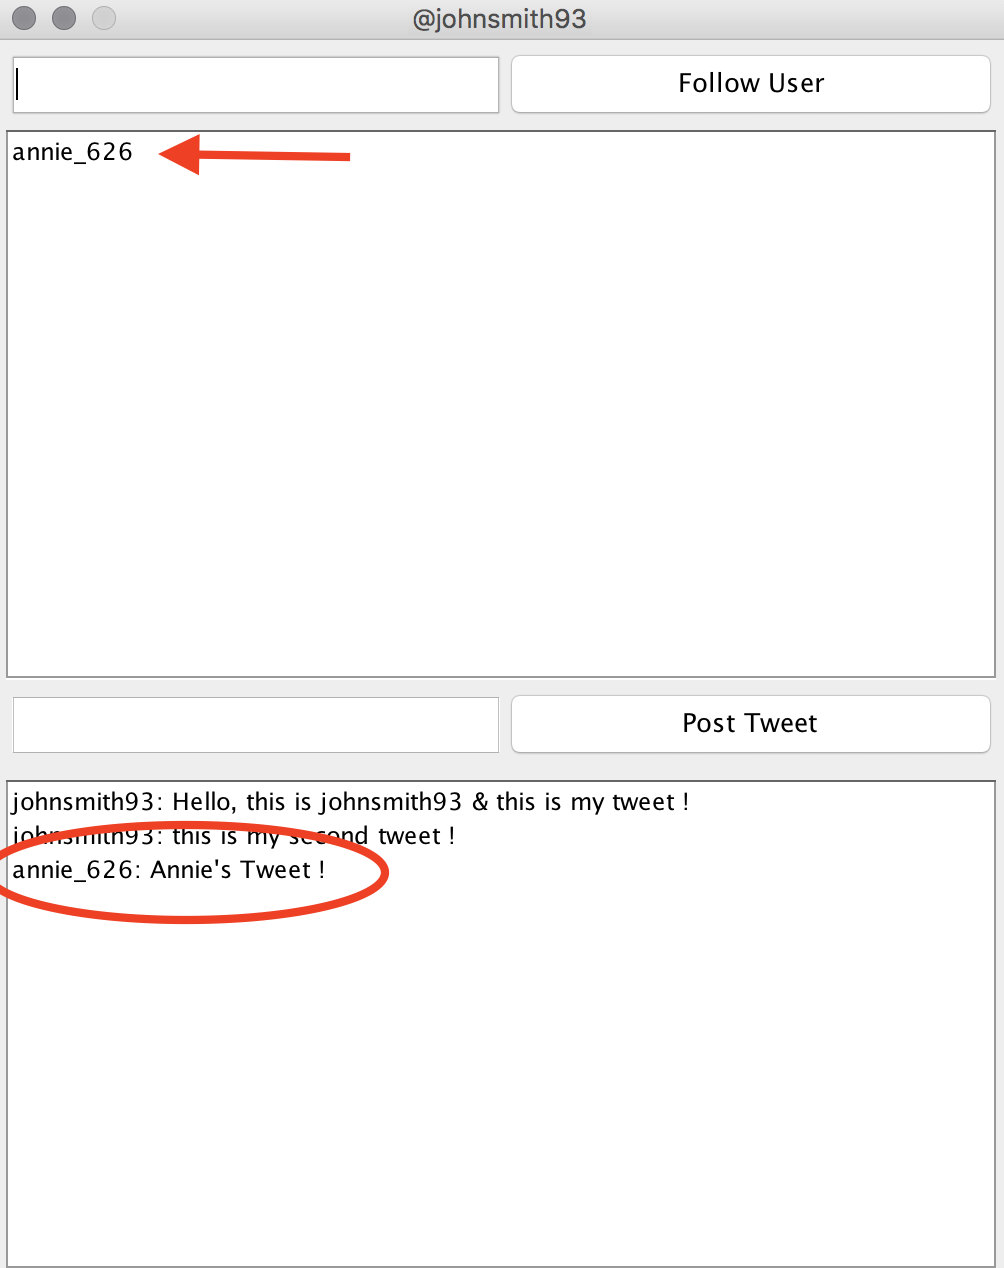 @johnsmith93
Follow User
annie_626
Post Tweet
johnsmith93: Hello, this is johnsmith93 & this is my tweet !
johnsmith93: this is my second tweet !
annie_626: Annie's Tweet !